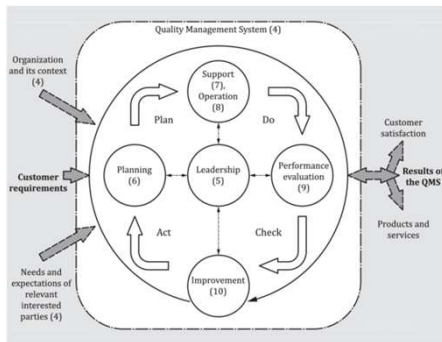 Quality Management System (4)
Organization
and its context
(4)
Support
(7),
Operation
(8)
Plan
Do
Customer
satisfaction
Customer
requirements
Planning
(6)
Leadership
(5)
Performance
evaluation
(9)
Results of
the QMS
Act
Check
Products and
services
Needs and
expectations of
relevant
interested
parties (4)
Improvement
(10)